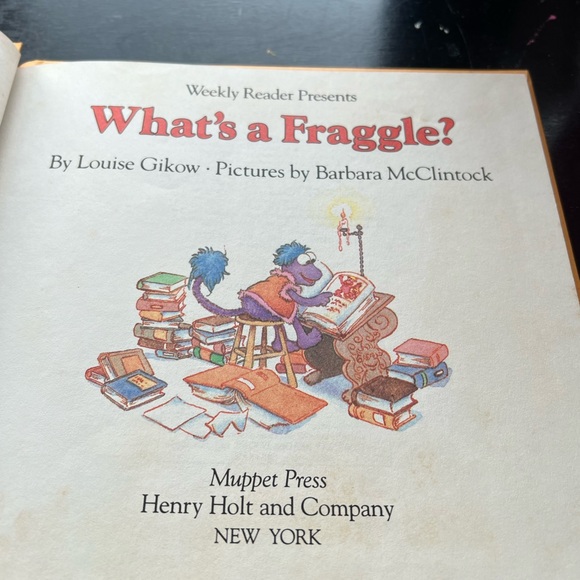 Weekly Reader Presents
What's a Fraggle?
By Louise Gikow · Pictures by Barbara McClintock
Muppet Press
Henry Holt and Company
NEW YORK